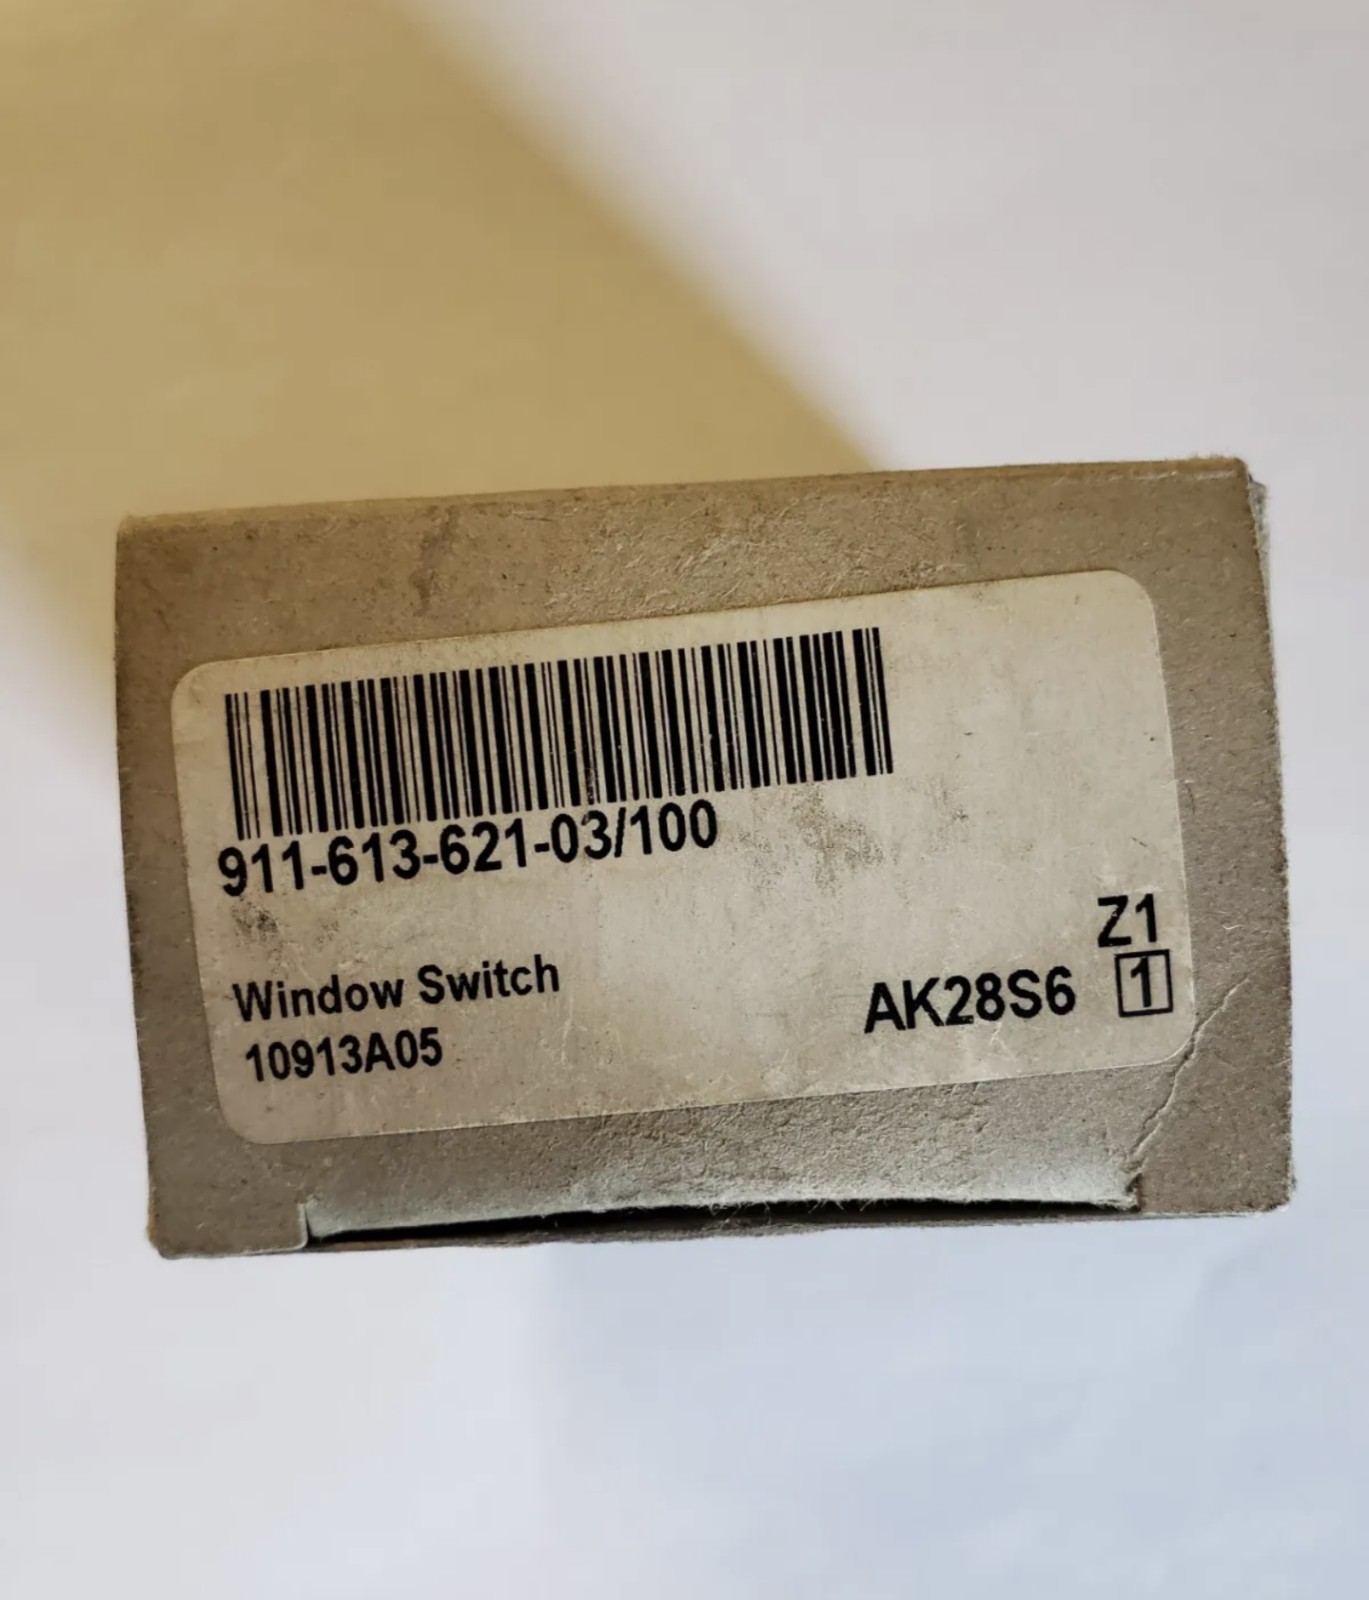 911-613-621-03/100
Z1
Window Switch
AK28S6 1
10913A05